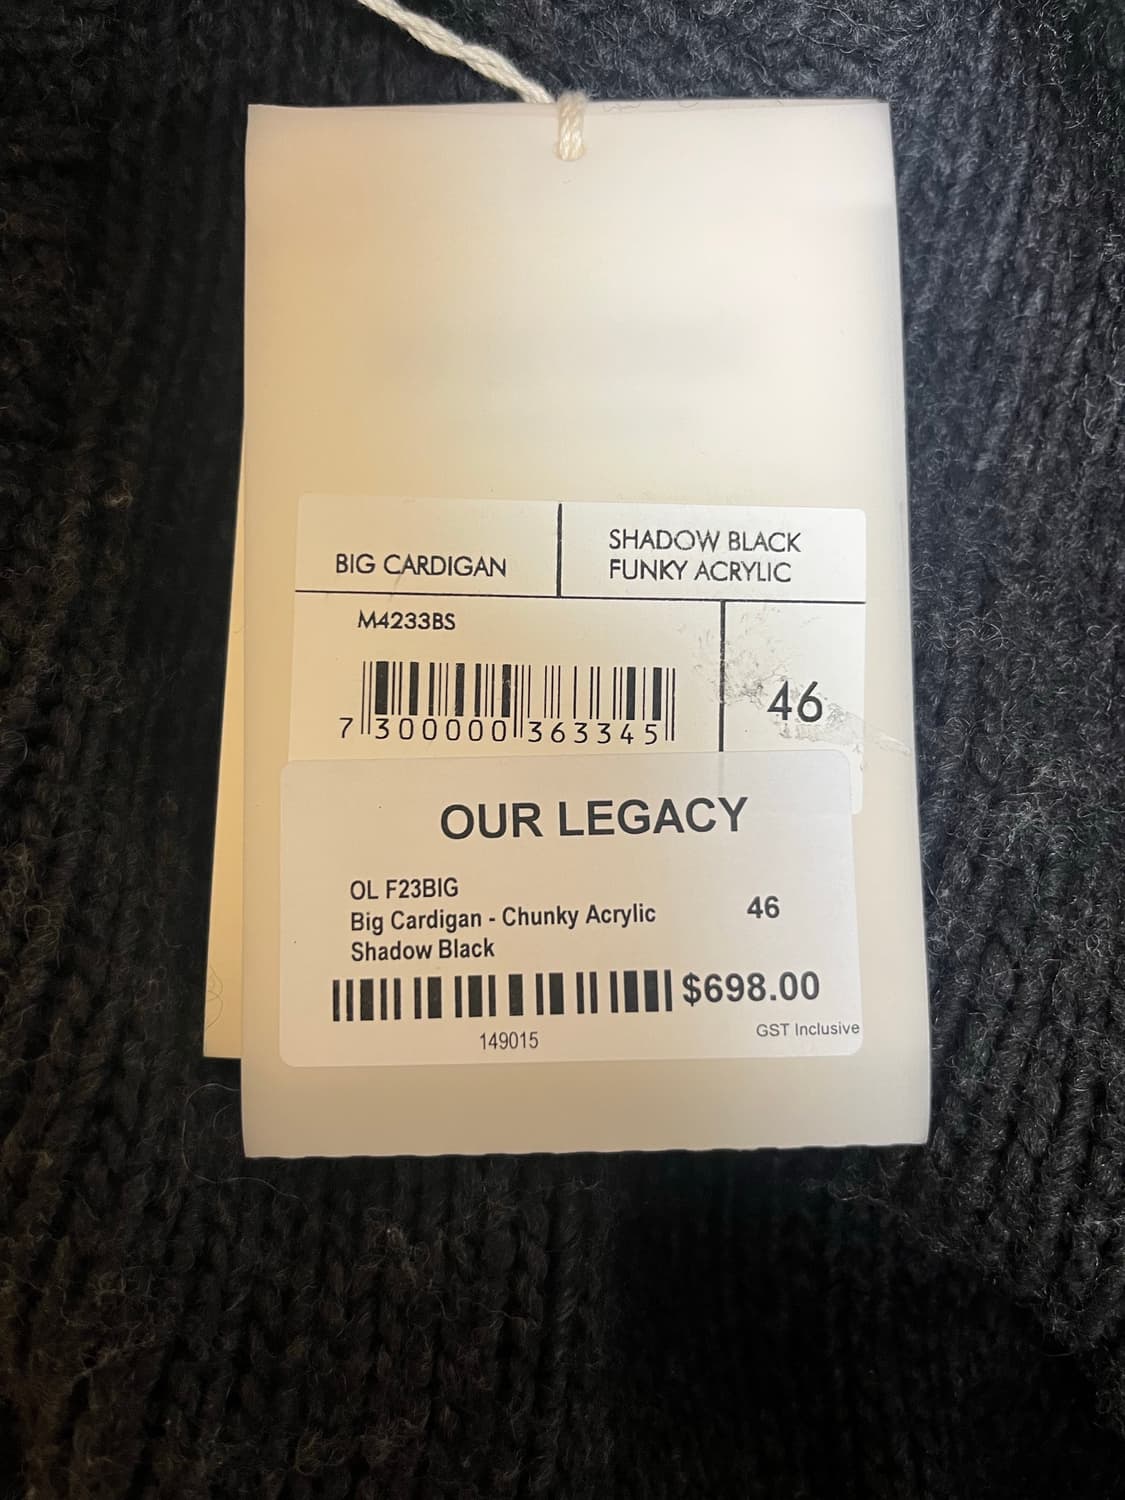 BIG CARDIGAN
SHADOW BLACK
FUNKY ACRYLIC
M4233BS
7 300000 363345
46
OUR LEGACY
OL F23BIG
Big Cardigan - Chunky Acrylic
Shadow Black
46
$698.00
149015
GST Inclusive